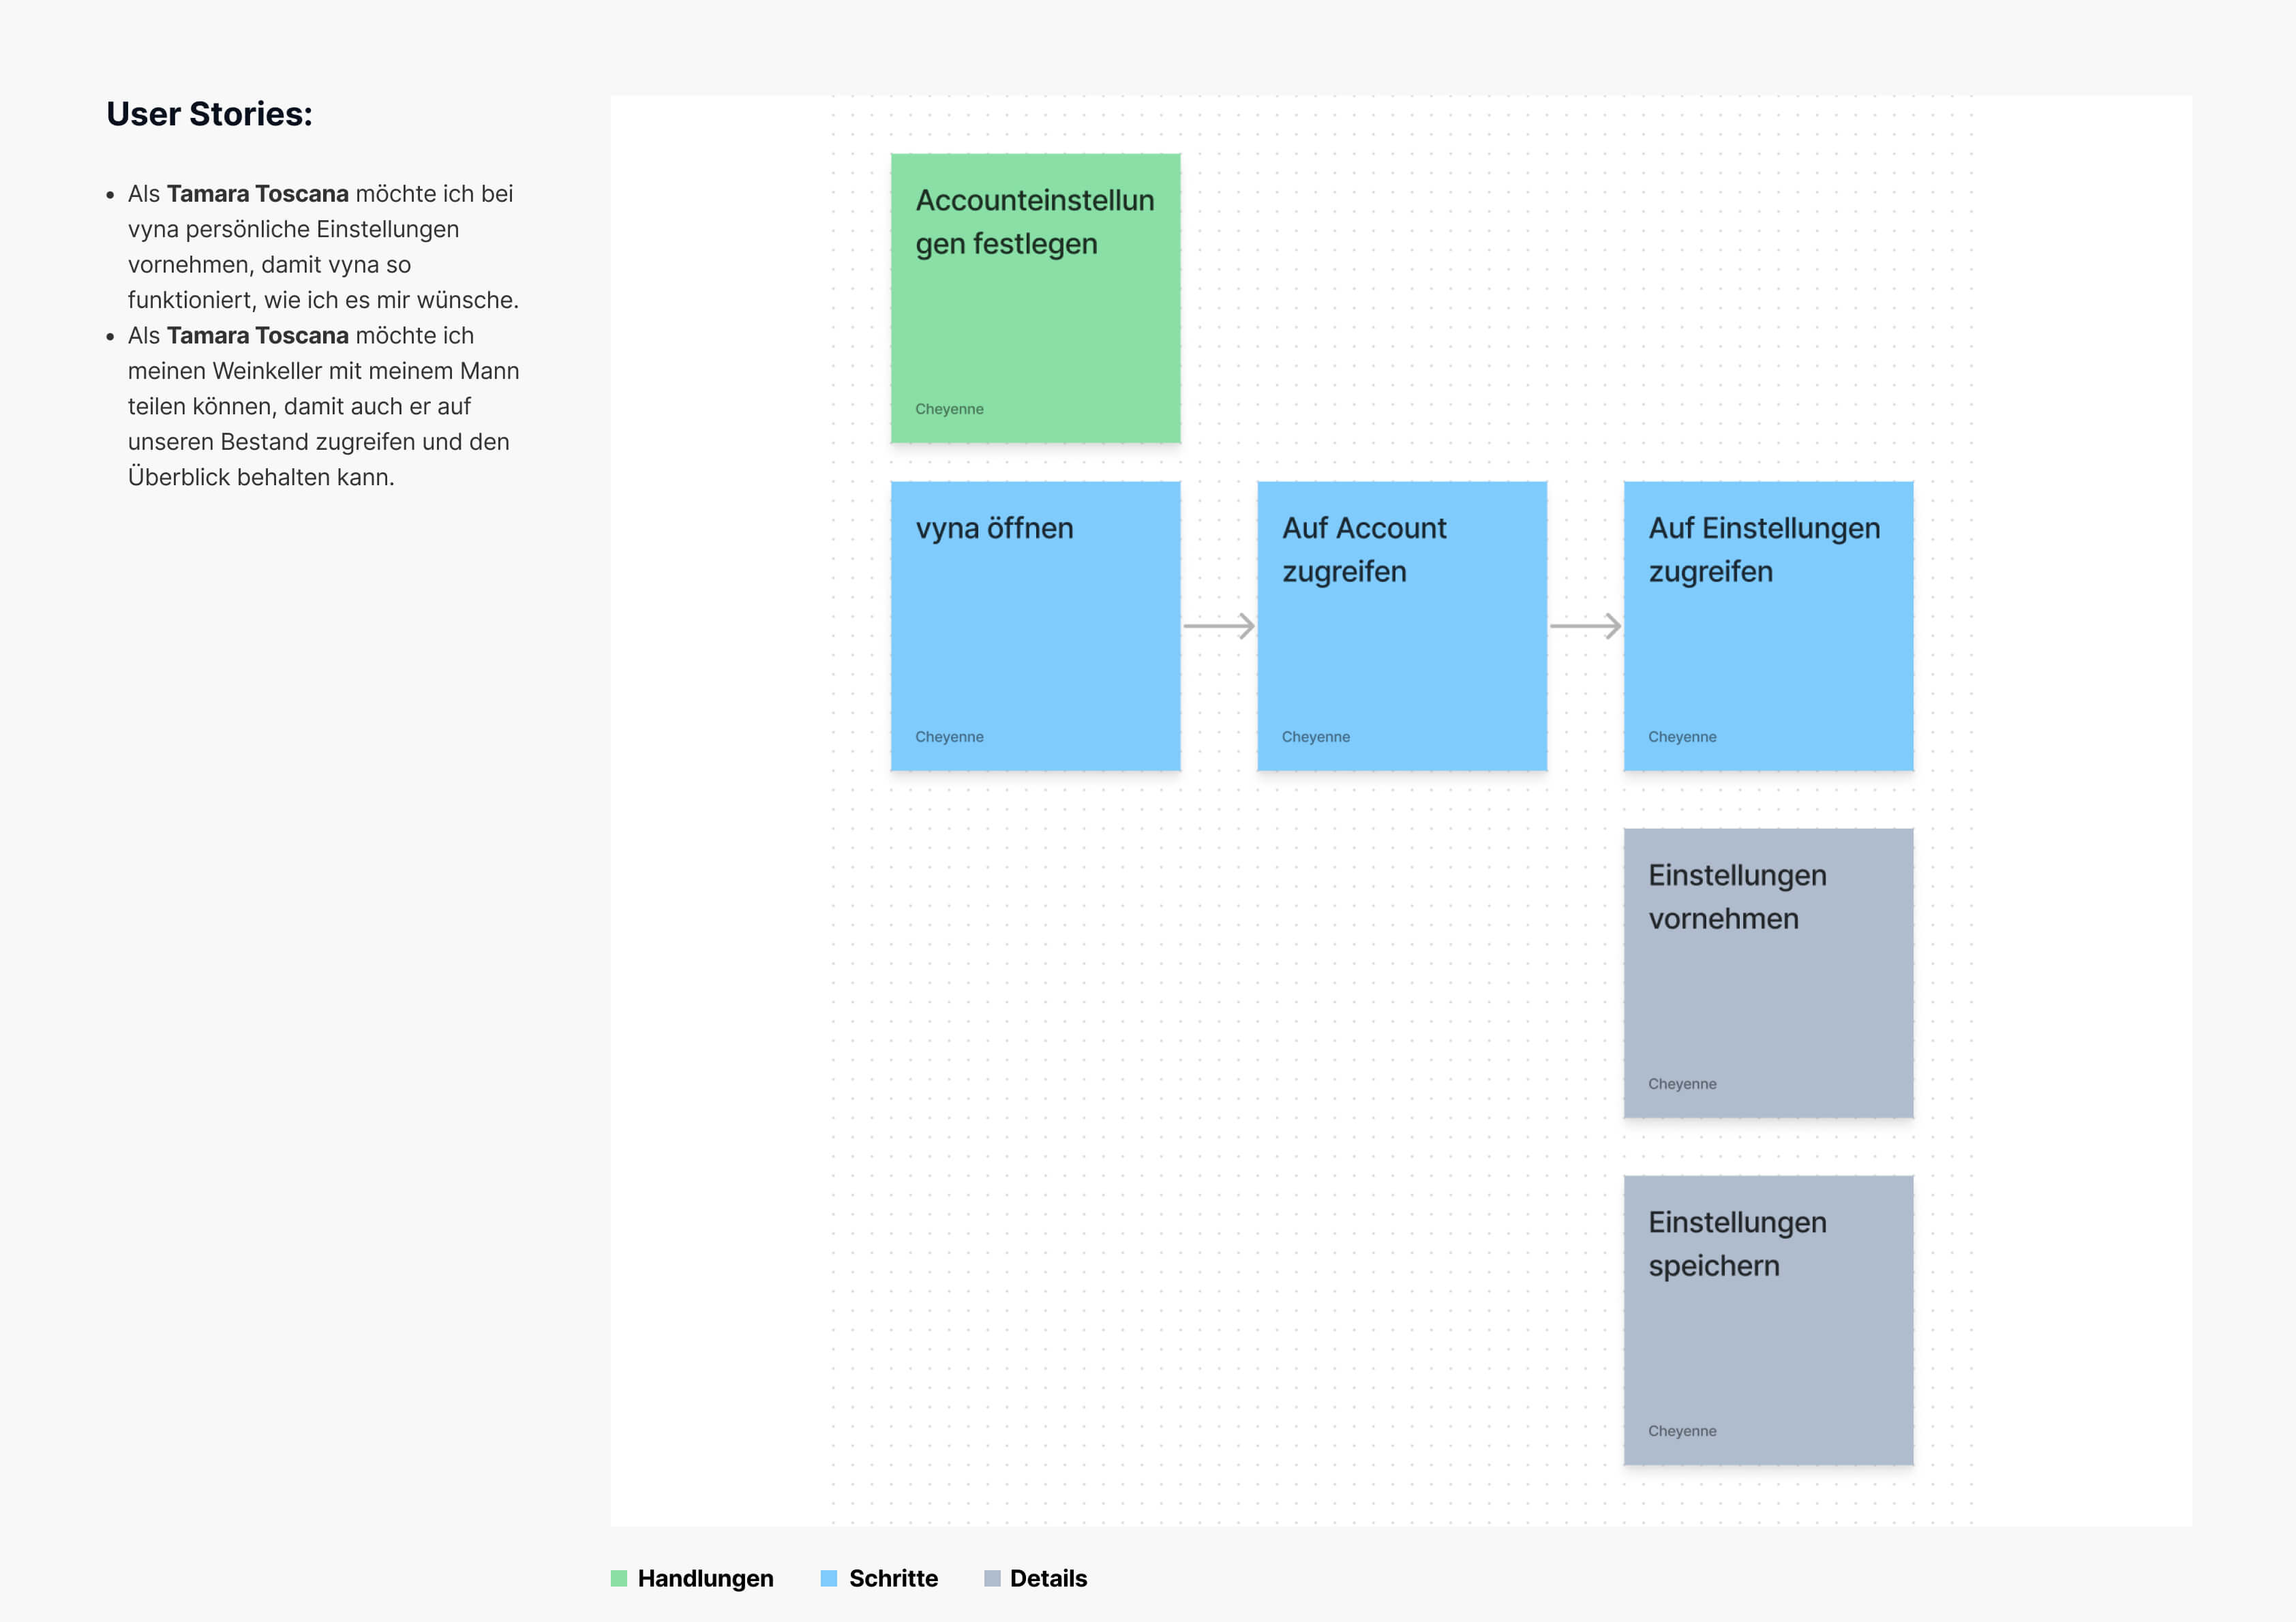 User Stories:
• Als Tamara Toscana möchte ich bei
vyna persönliche Einstellungen
vornehmen, damit vyna so
funktioniert, wie ich es mir wünsche.
• Als Tamara Toscana möchte ich
meinen Weinkeller mit meinem Mann
teilen können, damit auch er auf
unseren Bestand zugreifen und den
Überblick behalten kann.
Accounteinstellun
gen festlegen
Cheyenne
vyna öffnen
Cheyenne
Auf Account
zugreifen
Cheyenne
Auf Einstellungen
zugreifen
Cheyenne
Einstellungen
vornehmen
Cheyenne
Einstellungen
speichern
Cheyenne
Handlungen
Schritte
Details